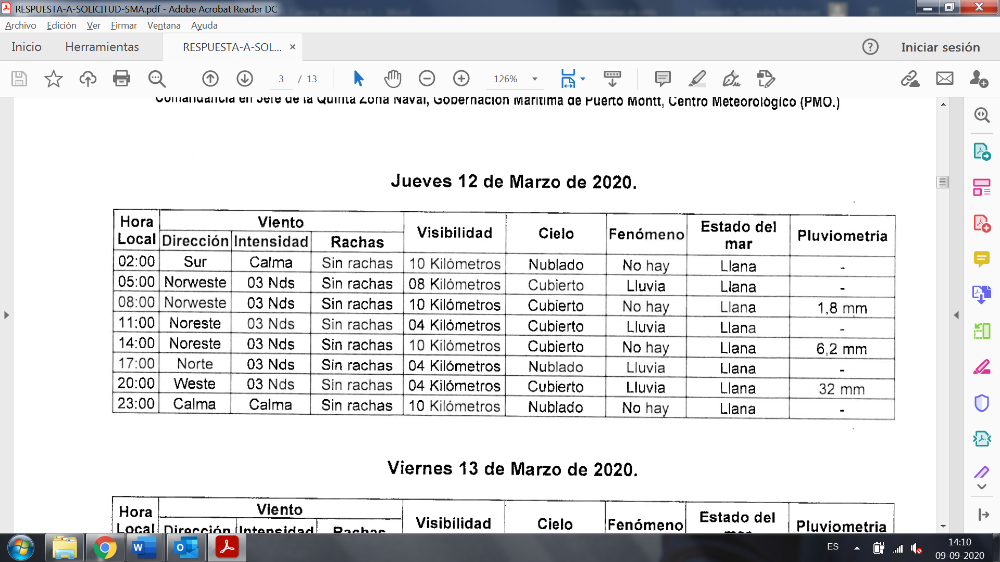 RESPUESTA-A-SOLICITUD-SMA.pdf - Adobe Acrobat Reader DC
Archivo Edición Ver Firmar Ventana Ayuda
Inicio Herramientas RESPUESTA-A-SOL... × ? Iniciar sesión
3 / 13 126%
Comandancia en Jefe de la Quinta Zona Naval, Gobernación Marítima de Puerto Montt, Centro Meteorológico (PMO.)
Jueves 12 de Marzo de 2020.
Hora Local Viento Visibilidad Cielo Fenómeno Estado del mar Pluviometria
Dirección Intensidad Rachas
02:00 Sur Calma Sin rachas 10 Kilómetros Nublado No hay Llana -
05:00 Norweste 03 Nds Sin rachas 08 Kilómetros Cubierto Lluvia Llana -
08:00 Norweste 03 Nds Sin rachas 10 Kilómetros Cubierto No hay Llana 1,8 mm
11:00 Noreste 03 Nds Sin rachas 04 Kilómetros Cubierto Lluvia Llana -
14:00 Noreste 03 Nds Sin rachas 10 Kilómetros Cubierto No hay Llana 6,2 mm
17:00 Norte 03 Nds Sin rachas 04 Kilómetros Nublado Lluvia Llana -
20:00 Weste 03 Nds Sin rachas 04 Kilómetros Cubierto Lluvia Llana 32 mm
23:00 Calma Calma Sin rachas 10 Kilómetros Nublado No hay Llana -
Viernes 13 de Marzo de 2020.
Hora Local Viento Visibilidad Cielo Fenómeno Estado del mar Pluviometria
Dirección Intensidad Rachas
ES 14:10
09-09-2020